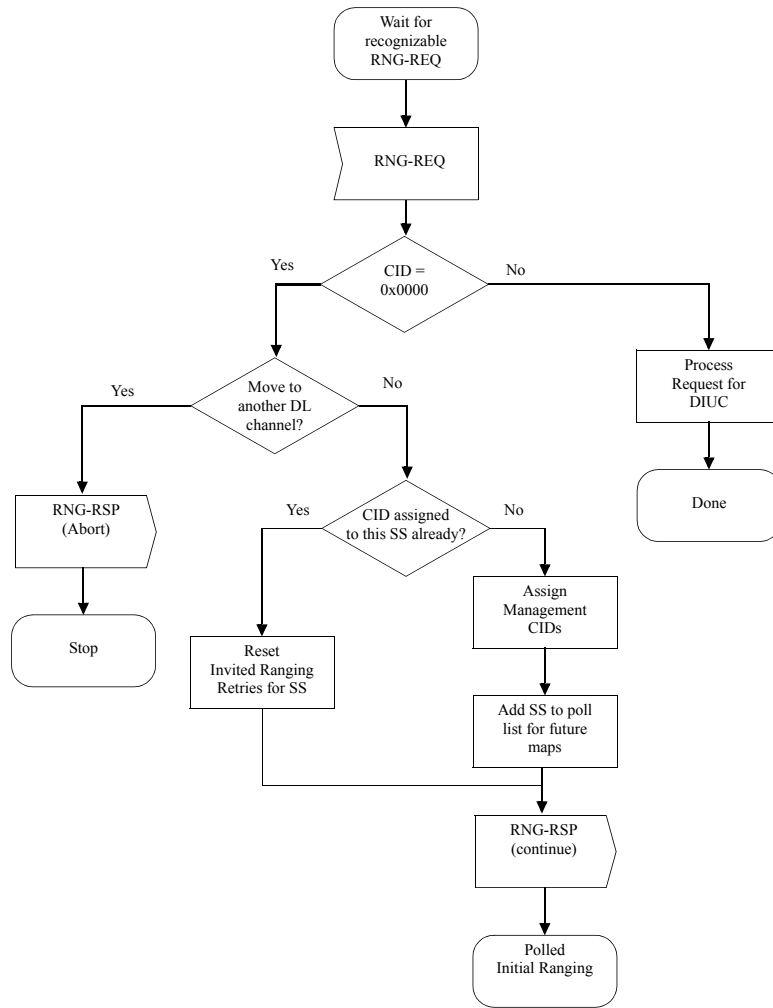 Wait for
recognizable
RNG-REQ
RNG-REQ
Yes
CID =
0x0000
No
Yes
Move to
another DL
channel?
No
Process
Request for
DIUC
RNG-RSP
(Abort)
Yes
CID assigned
to this SS already?
No
Done
Stop
Reset
Invited Ranging
Retries for SS
Assign
Management
CIDs
Add SS to poll
list for future
maps
RNG-RSP
(continue)
Polled
Initial Ranging